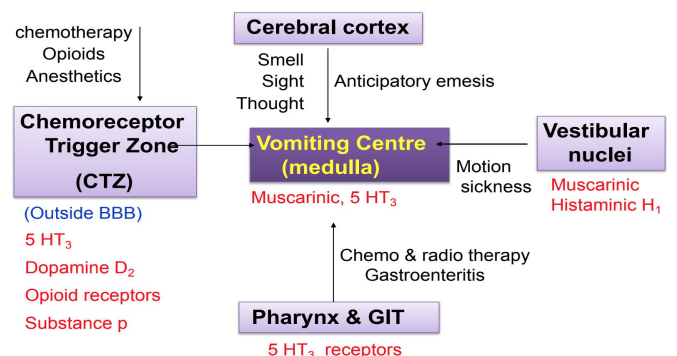 chemotherapy
Opioids
Anesthetics
Cerebral cortex
Smell
Sight
Thought
Anticipatory emesis
Chemoreceptor
Trigger Zone
(CTZ)
(Outside BBB)
5 HT3
Dopamine D2
Opioid receptors
Substance p
Vomiting Centre
(medulla)
Muscarinic, 5 HT3
Vestibular
nuclei
Motion
sickness
Muscarinic
Histaminic H1
Chemo & radio therapy
Gastroenteritis
Pharynx & GIT
5 HT3 receptors